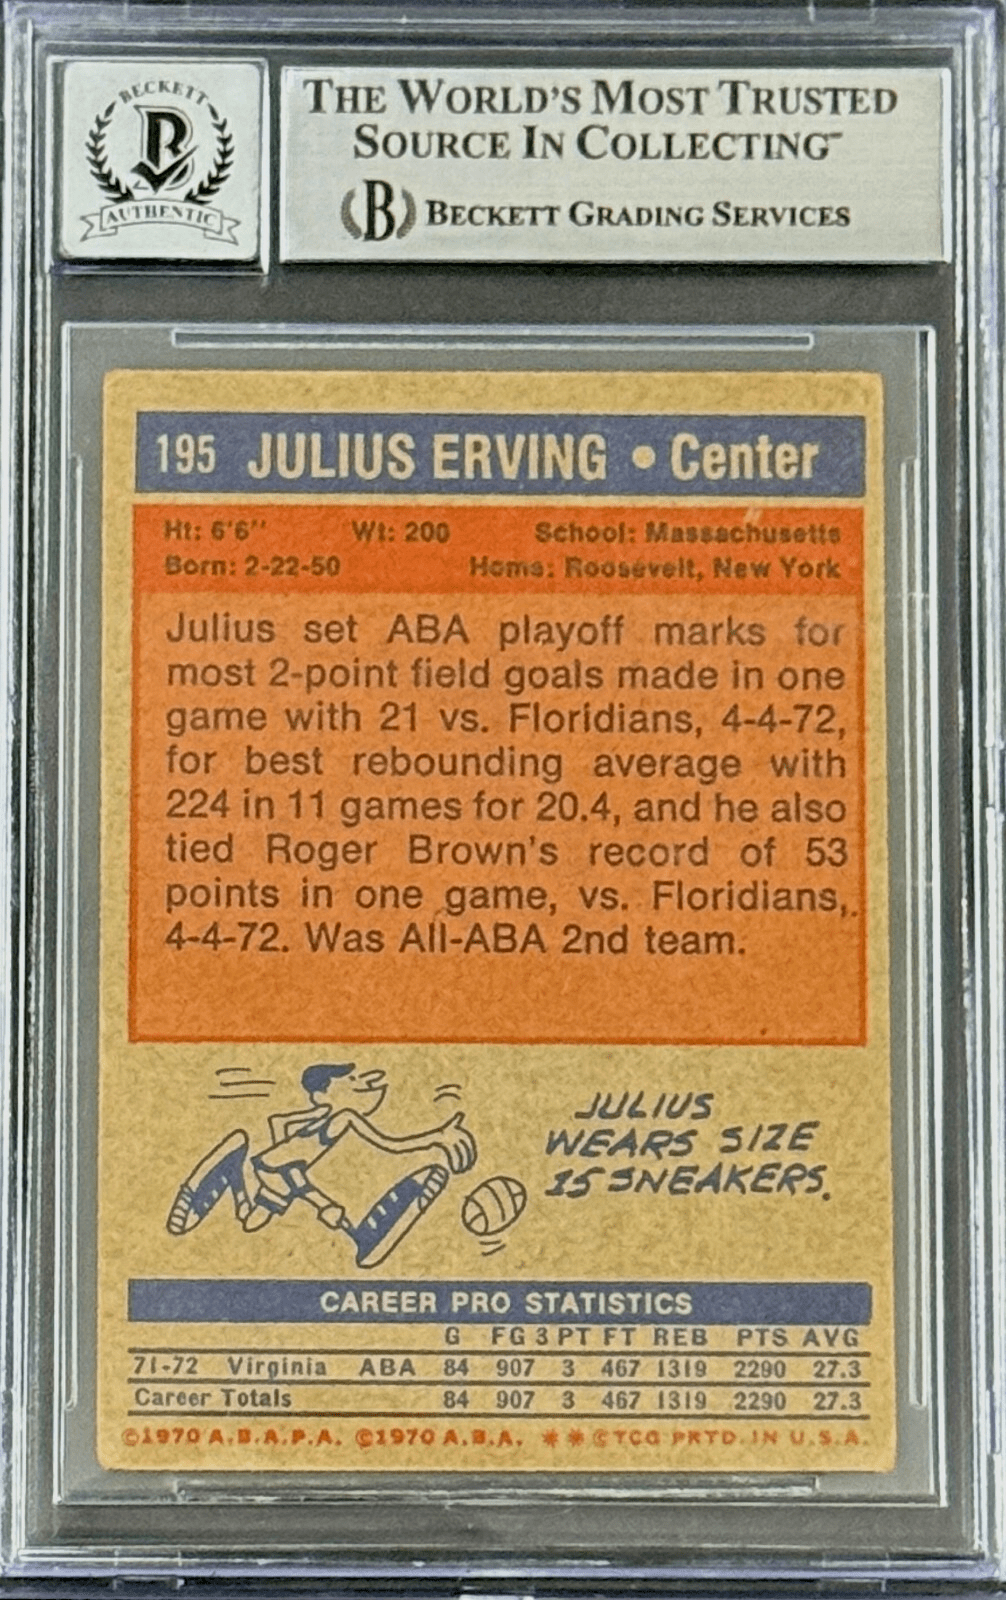 BECKETT
B
AUTHENTIC
THE WORLD'S MOST TRUSTED
SOURCE IN COLLECTING™
B BECKETT GRADING SERVICES
195 JULIUS ERVING • Center
Ht: 6'6" Wt: 200 School: Massachusetts
Born: 2-22-50 Home: Roosevelt, New York
Julius set ABA playoff marks for
most 2-point field goals made in one
game with 21 vs. Floridians, 4-4-72,
for best rebounding average with
224 in 11 games for 20.4, and he also
tied Roger Brown's record of 53
points in one game, vs. Floridians,
4-4-72. Was All-ABA 2nd team.
JULIUS
WEARS SIZE
15 SNEAKERS.
CAREER PRO STATISTICS
G FG 3 PT FT REB PTS AVG
71-72 Virginia ABA 84 907 3 467 1319 2290 27.3
Career Totals 84 907 3 467 1319 2290 27.3
©1970 A.B.A.P.A. ©1970 A.B.A. * * ©TCG PRTD. IN U.S.A.